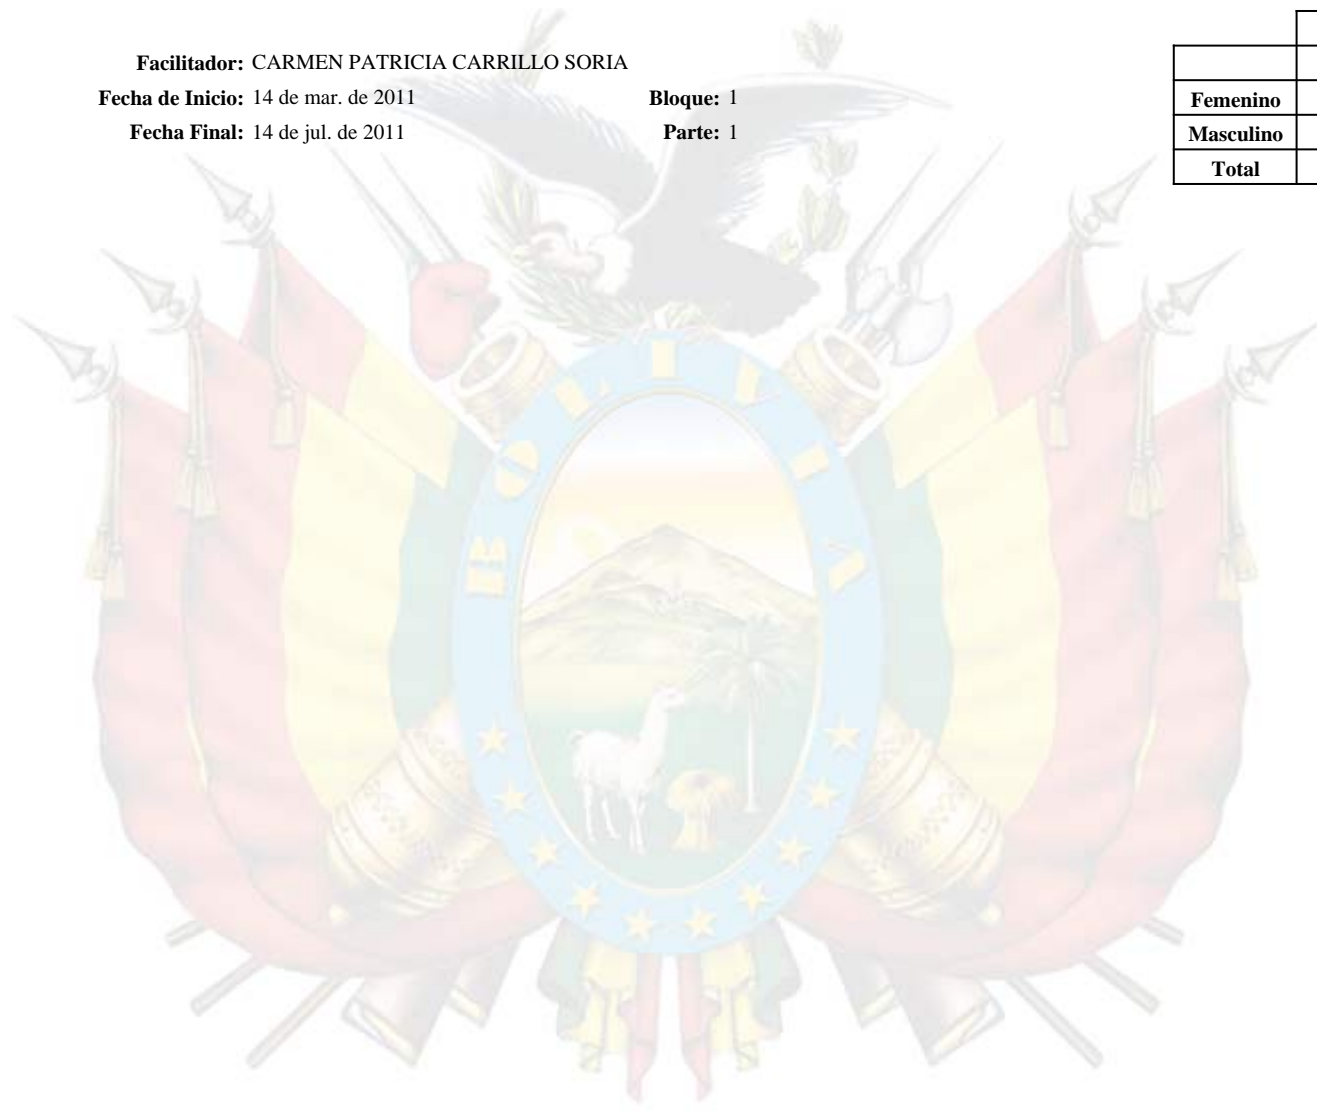 Facilitador: CARMEN PATRICIA CARRILLO SORIA
Fecha de Inicio: 14 de mar. de 2011 Bloque: 1
Fecha Final: 14 de jul. de 2011 Parte: 1
Femenino
Masculino
Total
BOLIVIA